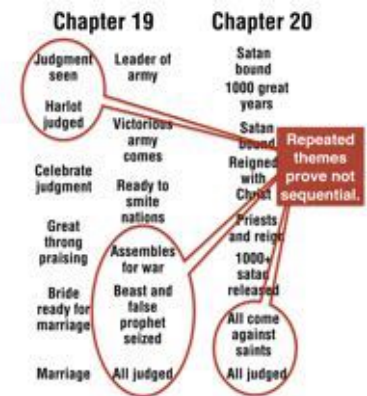 Chapter 19
Judgment
seen
Harlot
judged
Celebrate
judgment
Great
throng
praising
Bride
ready for
marriage
Marriage
Leader of
army
Victorious
army
comes
Ready to
smite
nations
Assembles
for war
Beast and
false
prophet
seized
All judged
Chapter 20
Satan
bound
1000 great
years
Satan
bound
Reigned
with
Christ
Priests
and reign
1000+
satan
released
All come
against
saints
All judged
Repeated
themes
prove not
sequential.